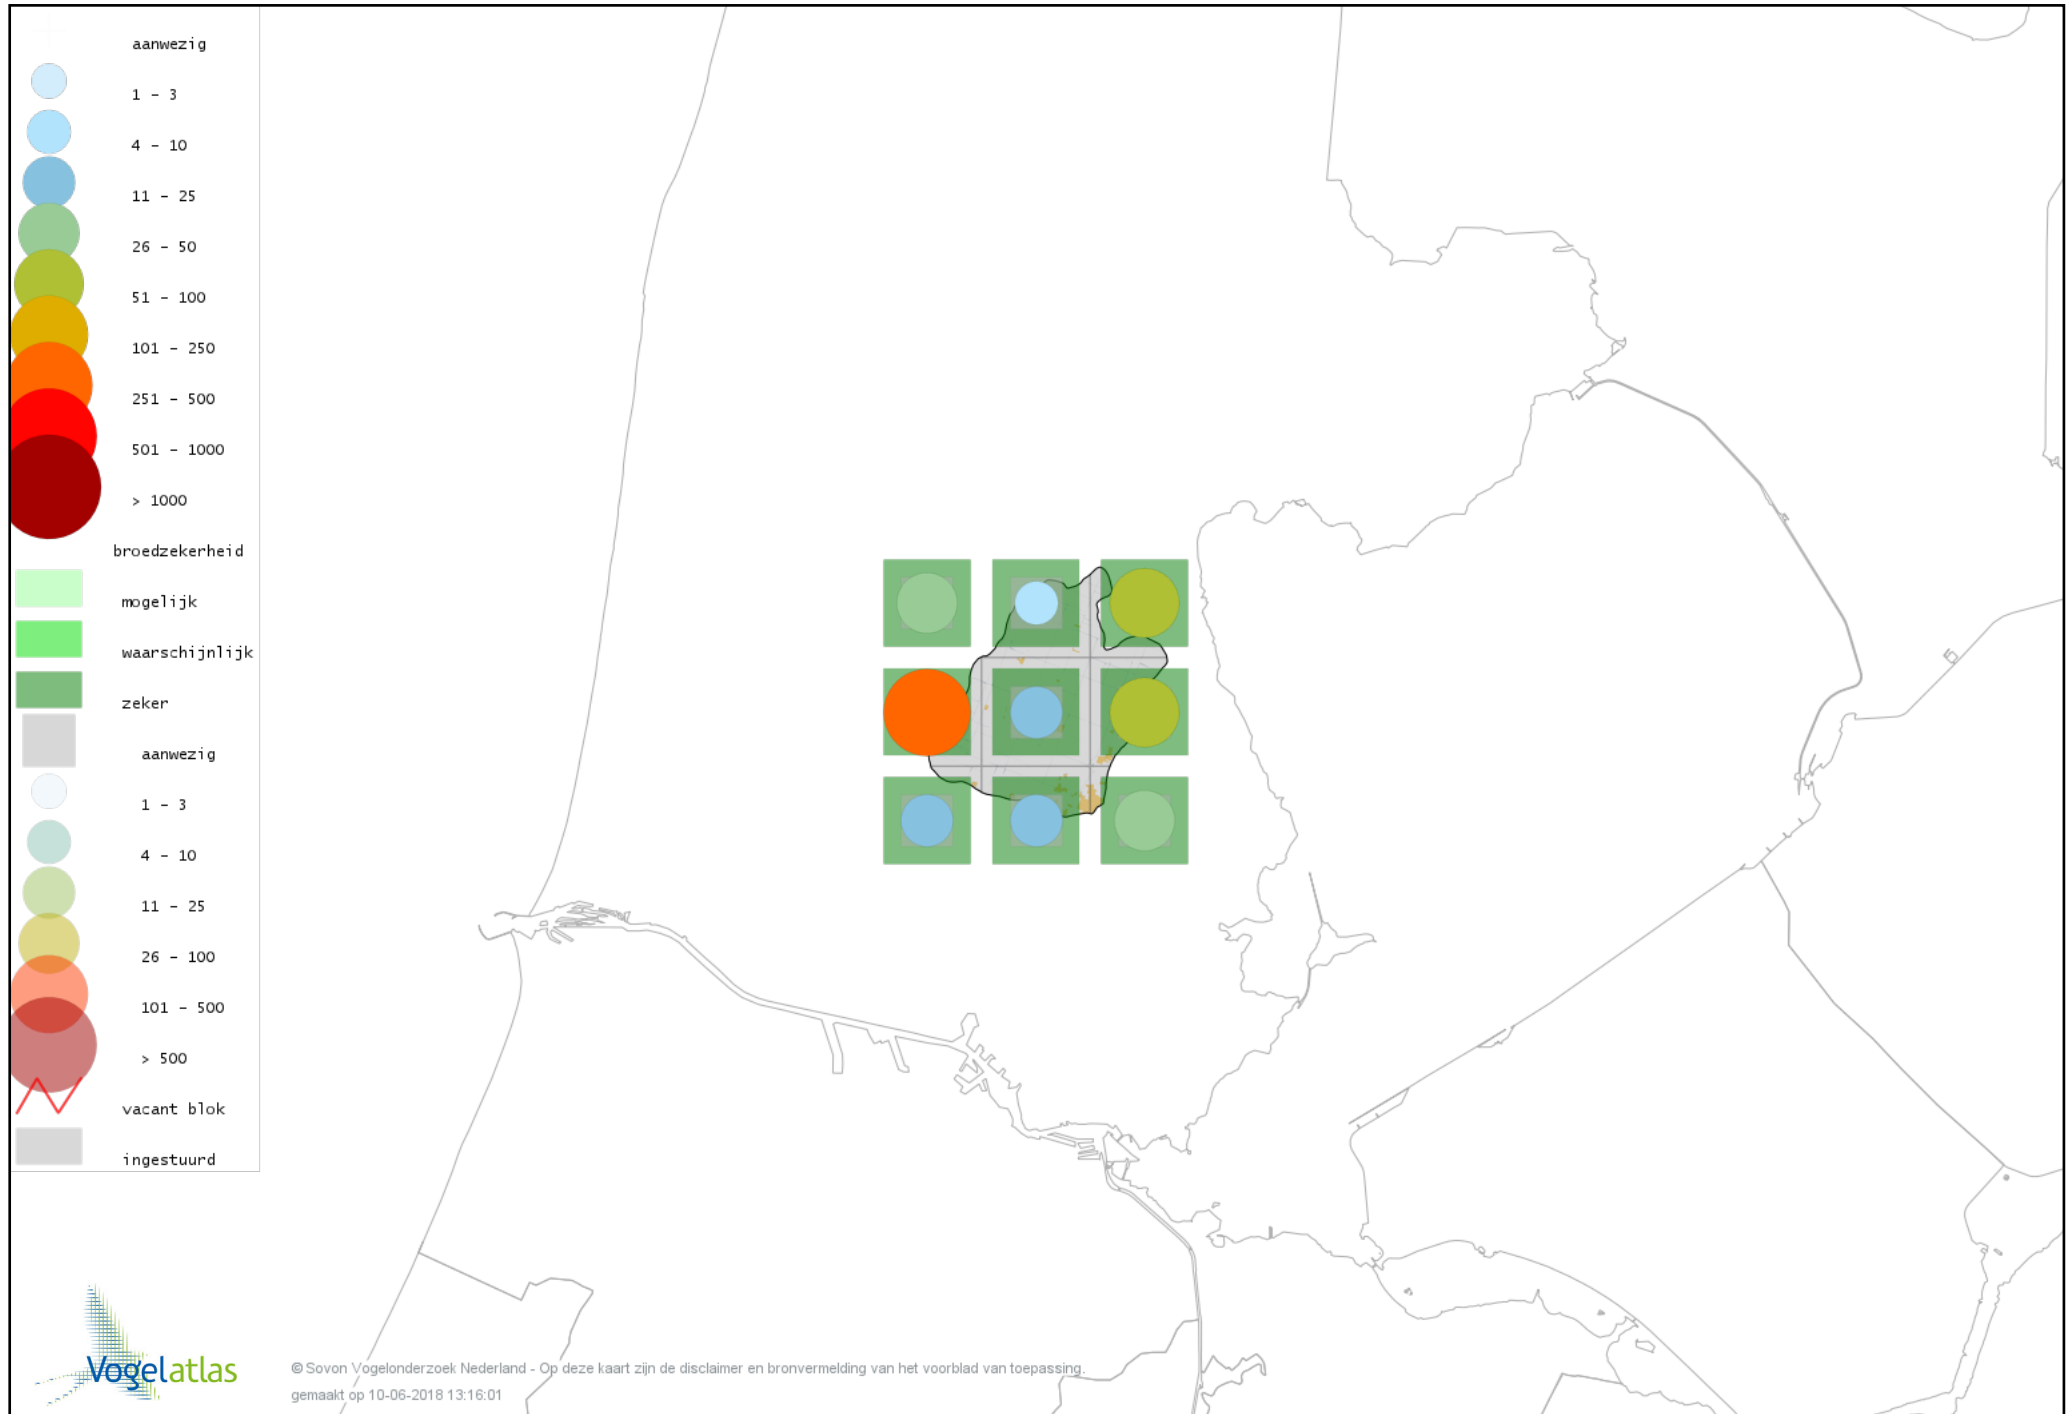 aanwezig
1 - 3
4 - 10
11 - 25
26 - 50
51 - 100
101 - 250
251 - 500
501 - 1000
> 1000
broedzekerheid
mogelijk
waarschijnlijk
zeker
aanwezig
1 - 3
4 - 10
11 - 25
26 - 100
101 - 500
> 500
vacant blok
ingestuurd
Vogelatlas
© Sovon Vogelonderzoek Nederland - Op deze kaart zijn de disclaimer en bronvermelding van het voorblad van toepassing.
gemaakt op 10-06-2018 13:16:01